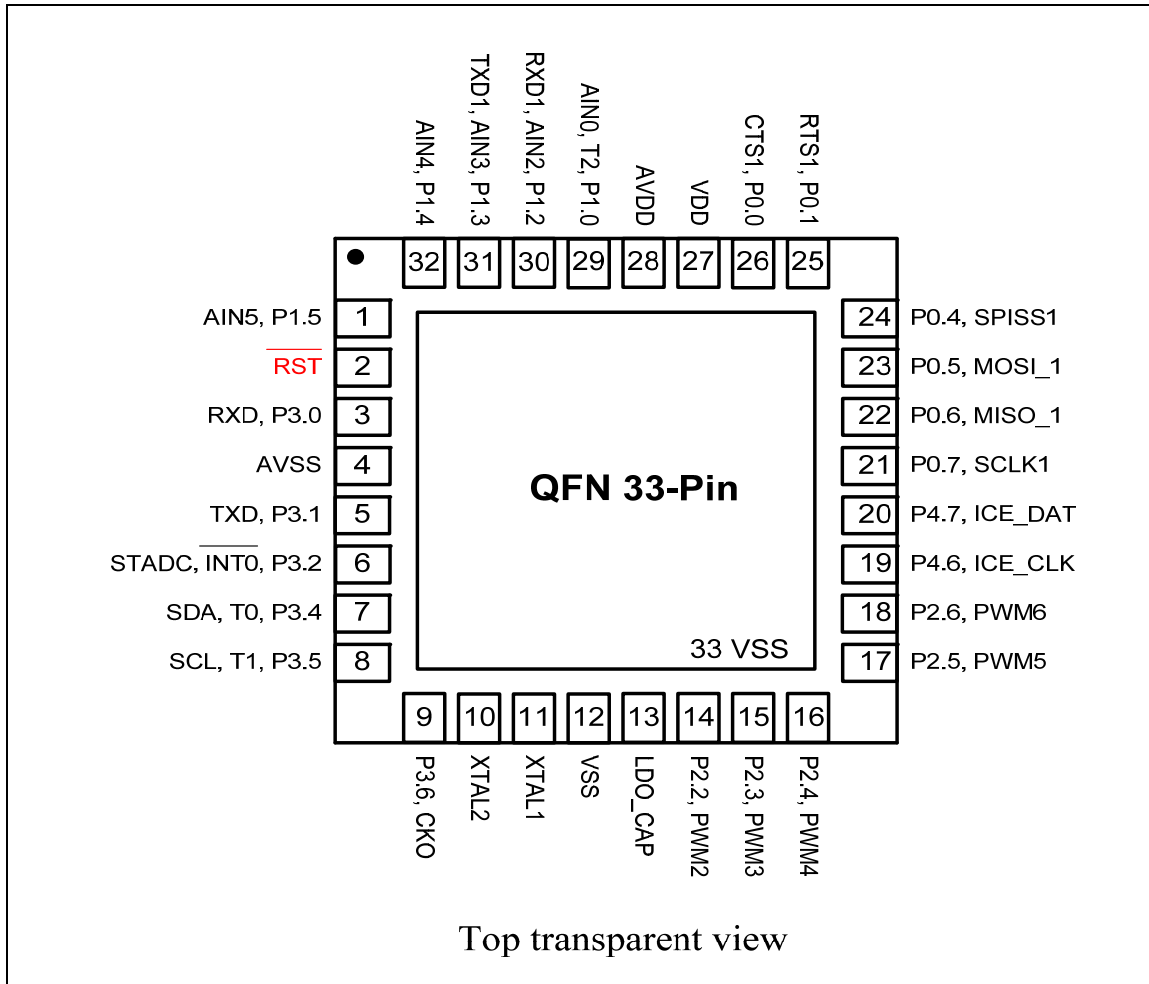 AIN4, P1.4
TXD1, AIN3, P1.3
RXD1, AIN2, P1.2
AIN0, T2, P1.0
AVDD
VDD
CTS1, P0.0
RTS1, P0.1
32
31
30
29
28
27
26
25
AIN5, P1.5
1
RST
2
RXD, P3.0
3
AVSS
4
TXD, P3.1
5
STADC, INT0, P3.2
6
SDA, T0, P3.4
7
SCL, T1, P3.5
8
QFN 33-Pin
33 VSS
24
P0.4, SPISS1
23
P0.5, MOSI_1
22
P0.6, MISO_1
21
P0.7, SCLK1
20
P4.7, ICE_DAT
19
P4.6, ICE_CLK
18
P2.6, PWM6
17
P2.5, PWM5
9
10
11
12
13
14
15
16
P3.6, CKO
XTAL2
XTAL1
VSS
LDO_CAP
P2.2, PWM2
P2.3, PWM3
P2.4, PWM4
Top transparent view